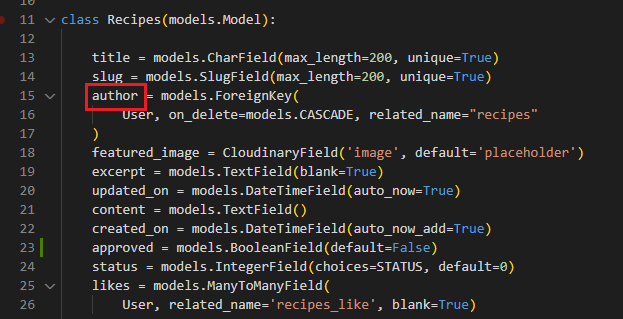 11 class Recipes(models.Model):
12
13 title = models.CharField(max_length=200, unique=True)
14 slug = models.SlugField(max_length=200, unique=True)
15 author = models.ForeignKey(
16 User, on_delete=models.CASCADE, related_name="recipes"
17 )
18 featured_image = CloudinaryField('image', default='placeholder')
19 excerpt = models.TextField(blank=True)
20 updated_on = models.DateTimeField(auto_now=True)
21 content = models.TextField()
22 created_on = models.DateTimeField(auto_now_add=True)
23 approved = models.BooleanField(default=False)
24 status = models.IntegerField(choices=STATUS, default=0)
25 likes = models.ManyToManyField(
26 User, related_name='recipes_like', blank=True)